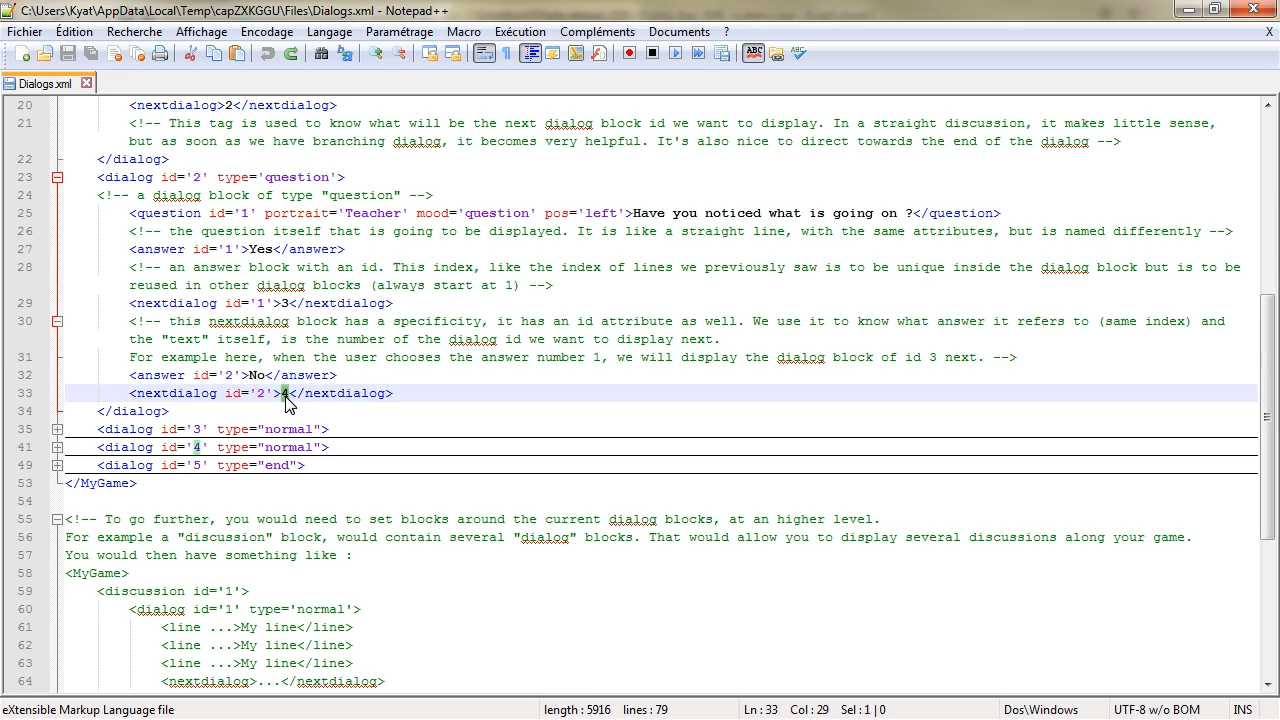 C:\Users\Kyat\AppData\Local\Temp\capZXKGGU\Files\Dialogs.xml - Notepad++
Fichier Édition Recherche Affichage Encodage Langage Paramétrage Macro Exécution Compléments Documents ? X
Dialogs.xml
20 <nextdialog>2</nextdialog>
21 <!-- This tag is used to know what will be the next dialog block id we want to display. In a straight discussion, it makes little sense,
but as soon as we have branching dialog, it becomes very helpful. It's also nice to direct towards the end of the dialog -->
22 </dialog>
23 <dialog id='2' type='question'>
24 <!-- a dialog block of type "question" -->
25 <question id='1' portrait='Teacher' mood='question' pos='left'>Have you noticed what is going on ?</question>
26 <!-- the question itself that is going to be displayed. It is like a straight line, with the same attributes, but is named differently -->
27 <answer id='1'>Yes</answer>
28 <!-- an answer block with an id. This index, like the index of lines we previously saw is to be unique inside the dialog block but is to be
reused in other dialog blocks (always start at 1) -->
29 <nextdialog id='1'>3</nextdialog>
30 <!-- this nextdialog block has a specificity, it has an id attribute as well. We use it to know what answer it refers to (same index) and
the "text" itself, is the number of the dialog id we want to display next.
31 For example here, when the user chooses the answer number 1, we will display the dialog block of id 3 next. -->
32 <answer id='2'>No</answer>
33 <nextdialog id='2'>4</nextdialog>
34 </dialog>
35 <dialog id='3' type="normal">
41 <dialog id='4' type="normal">
49 <dialog id='5' type="end">
53 </MyGame>
54
55 <!-- To go further, you would need to set blocks around the current dialog blocks, at an higher level.
56 For example a "discussion" block, would contain several "dialog" blocks. That would allow you to display several discussions along your game.
57 You would then have something like :
58 <MyGame>
59 <discussion id='1'>
60 <dialog id='1' type='normal'>
61 <line ...>My line</line>
62 <line ...>My line</line>
63 <line ...>My line</line>
64 <nextdialog>...</nextdialog>
eXtensible Markup Language file length : 5916 lines : 79 Ln : 33 Col : 29 Sel : 1 | 0 Dos\Windows UTF-8 w/o BOM INS